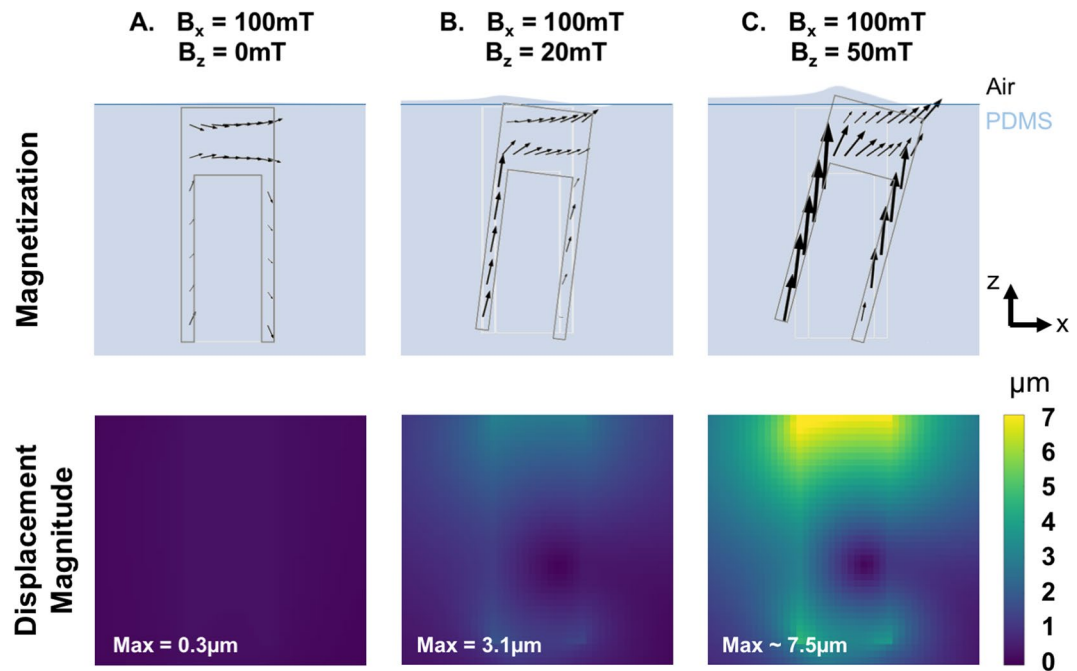 A. Bx = 100mT
Bz = 0mT
B. Bx = 100mT
Bz = 20mT
C. Bx = 100mT
Bz = 50mT
Magnetization
Air
PDMS
z
x
Displacement
Magnitude
Max = 0.3µm
Max = 3.1µm
Max ~ 7.5µm
µm
7
6
5
4
3
2
1
0